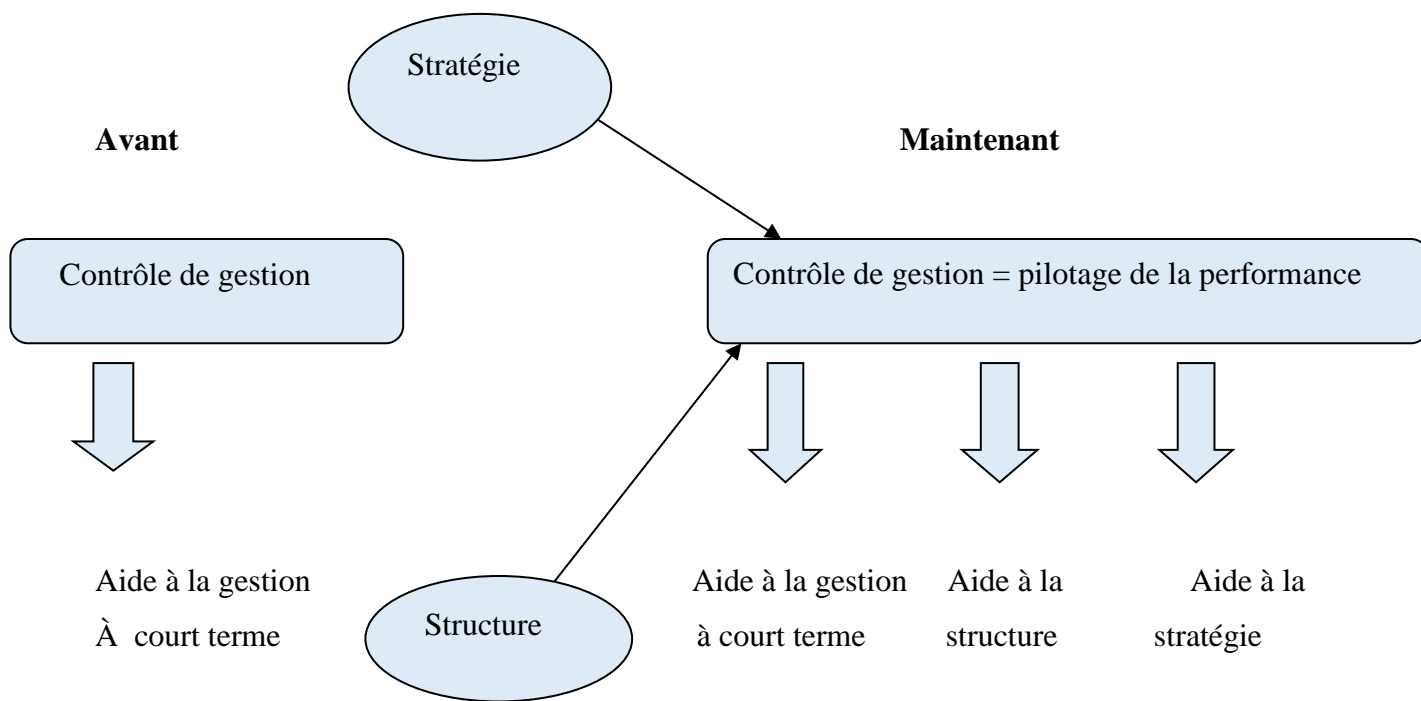 Stratégie
Avant
Maintenant
Contrôle de gestion
Contrôle de gestion = pilotage de la performance
Aide à la gestion
À court terme
Structure
Aide à la gestion
à court terme
Aide à la
structure
Aide à la
stratégie